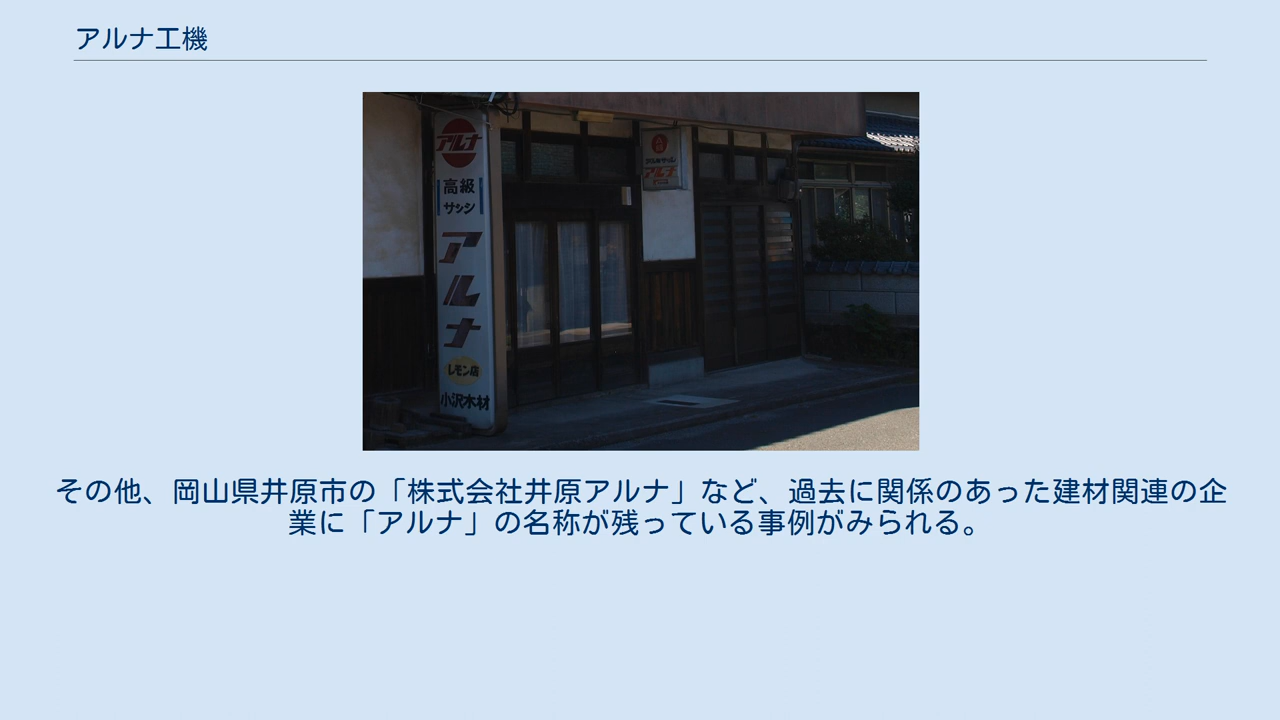 アルナ工機
アルナ
高級
サッシ
アルナ
レモン店
小沢木材
アルナ
その他、岡山県井原市の「株式会社井原アルナ」など、過去に関係のあった建材関連の企
業に「アルナ」の名称が残っている事例がみられる。